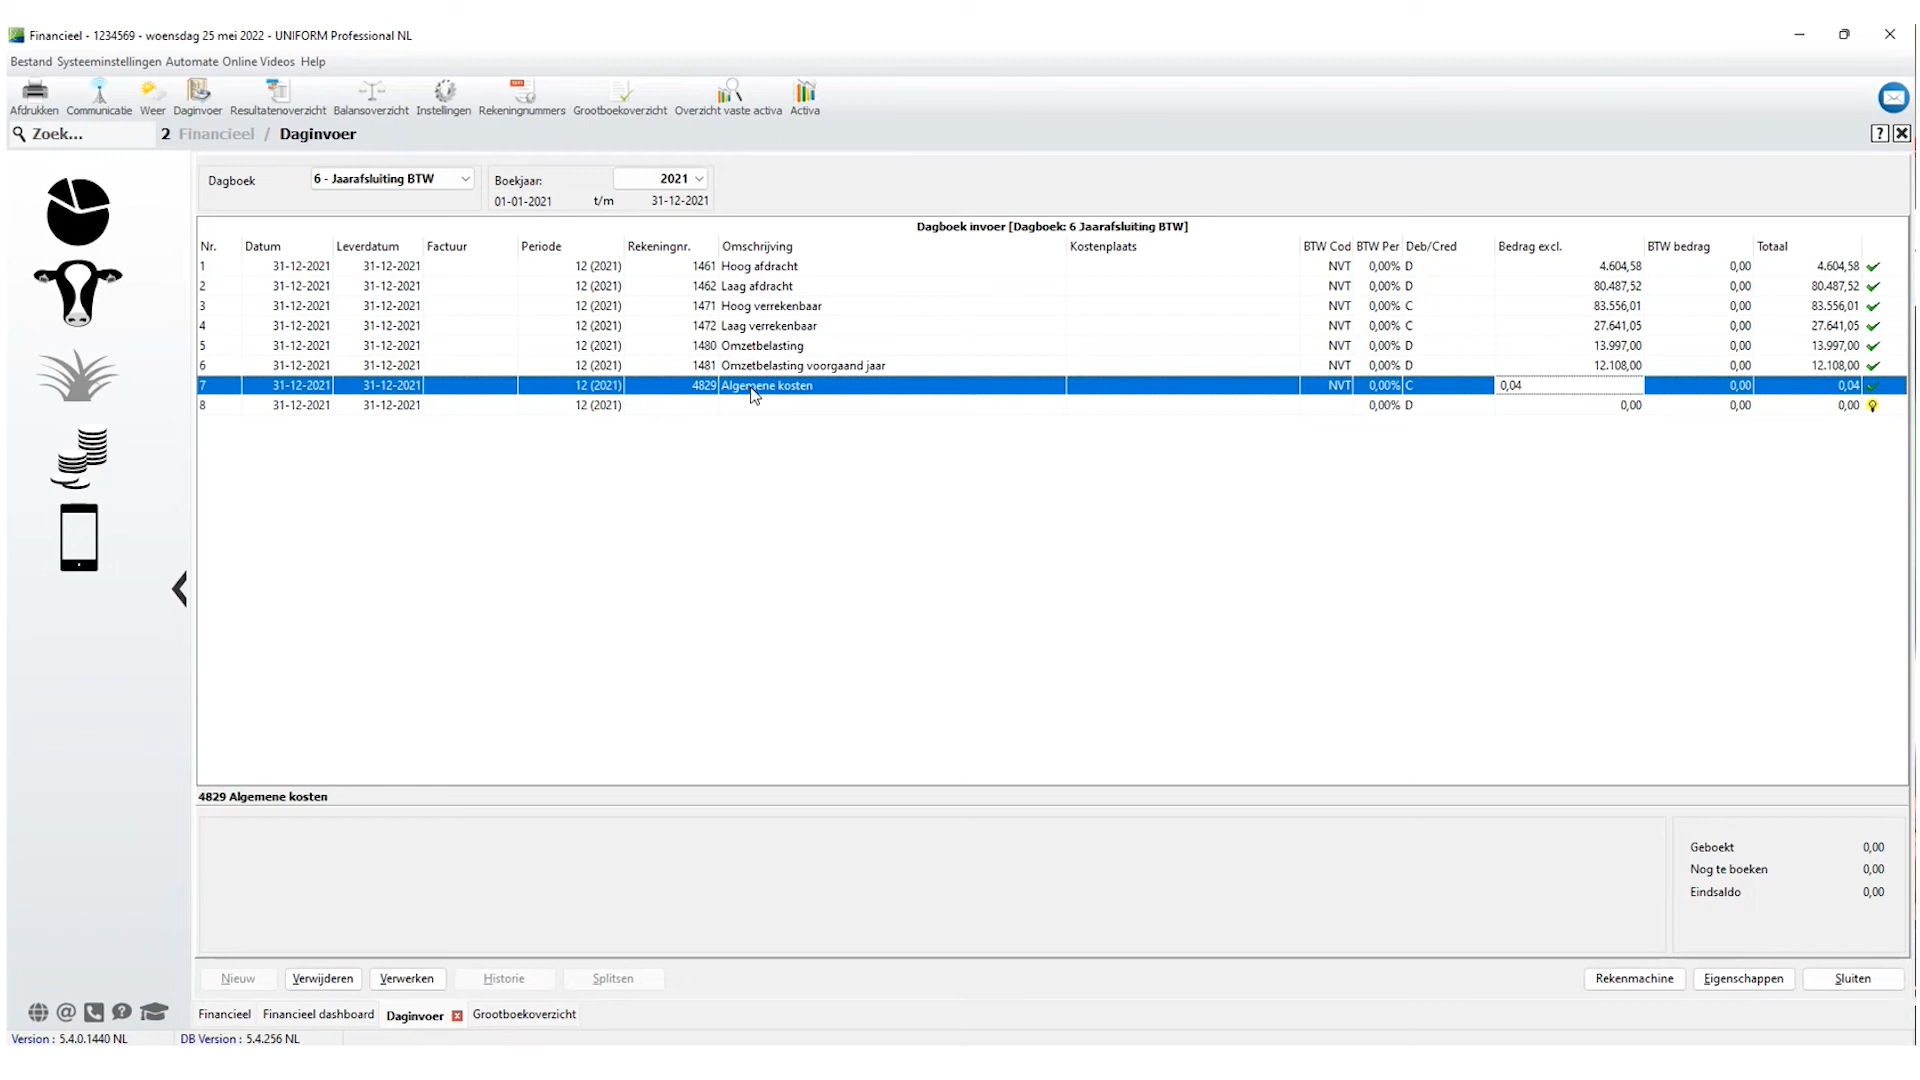 Financieel - 1234569 - woensdag 25 mei 2022 - UNIFORM Professional NL
Bestand Systeeminstellingen Automate Online Videos Help
Afdrukken Communicatie Weer Daginvoer Resultatenoverzicht Balansoverzicht Instellingen Rekeningnummers Grootboekoverzicht Overzicht vaste activa Activa
Zoek... 2 Financieel / Daginvoer
Dagboek 6 - Jaarafsluiting BTW Boekjaar: 2021
01-01-2021 t/m 31-12-2021
Dagboek invoer [Dagboek: 6 Jaarafsluiting BTW]
Nr. Datum Leverdatum Factuur Periode Rekeningnr. Omschrijving Kostenplaats BTW Cod BTW Per Deb/Cred Bedrag excl. BTW bedrag Totaal
1 31-12-2021 31-12-2021 12 (2021) 1461 Hoog afdracht NVT 0,00% D 4.604,58 0,00 4.604,58
2 31-12-2021 31-12-2021 12 (2021) 1462 Laag afdracht NVT 0,00% D 80.487,52 0,00 80.487,52
3 31-12-2021 31-12-2021 12 (2021) 1471 Hoog verrekenbaar NVT 0,00% C 83.556,01 0,00 83.556,01
4 31-12-2021 31-12-2021 12 (2021) 1472 Laag verrekenbaar NVT 0,00% C 27.641,05 0,00 27.641,05
5 31-12-2021 31-12-2021 12 (2021) 1480 Omzetbelasting NVT 0,00% D 13.997,00 0,00 13.997,00
6 31-12-2021 31-12-2021 12 (2021) 1481 Omzetbelasting voorgaand jaar NVT 0,00% D 12.108,00 0,00 12.108,00
7 31-12-2021 31-12-2021 12 (2021) 4829 Algemene kosten NVT 0,00% C 0,04 0,00 0,04
8 31-12-2021 31-12-2021 12 (2021) 0,00% D 0,00 0,00 0,00
4829 Algemene kosten
Geboekt 0,00
Nog te boeken 0,00
Eindsaldo 0,00
Nieuw Verwijderen Verwerken Historie Splitsen Rekenmachine Eigenschappen Sluiten
Financieel Financieel dashboard Daginvoer Grootboekoverzicht
Version : 5.4.0.1440 NL DB Version : 5.4.256 NL